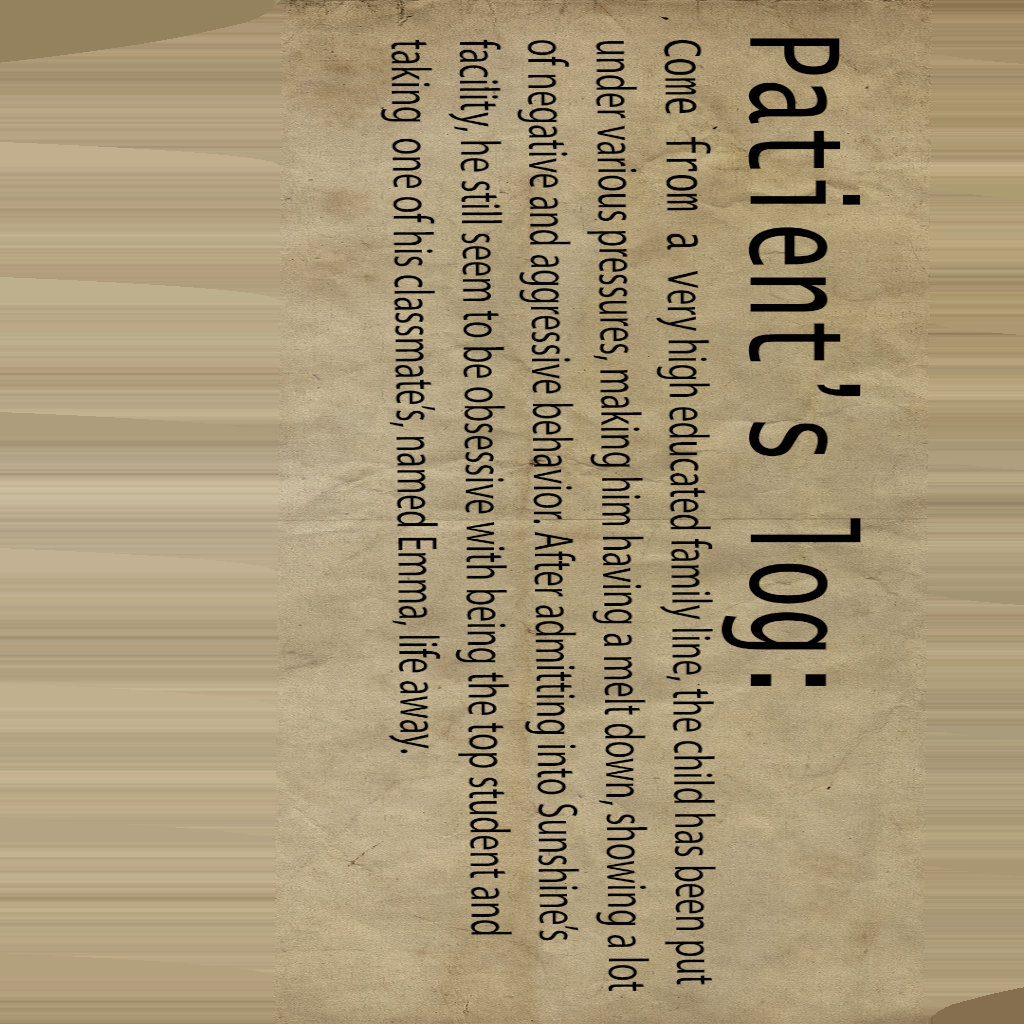 Patient's log:
Come from a very high educated family line, the child has been put
under various pressures, making him having a melt down, showing a lot
of negative and aggressive behavior. After admitting into Sunshine's
facility, he still seem to be obsessive with being the top student and
taking one of his classmate's, named Emma, life away.